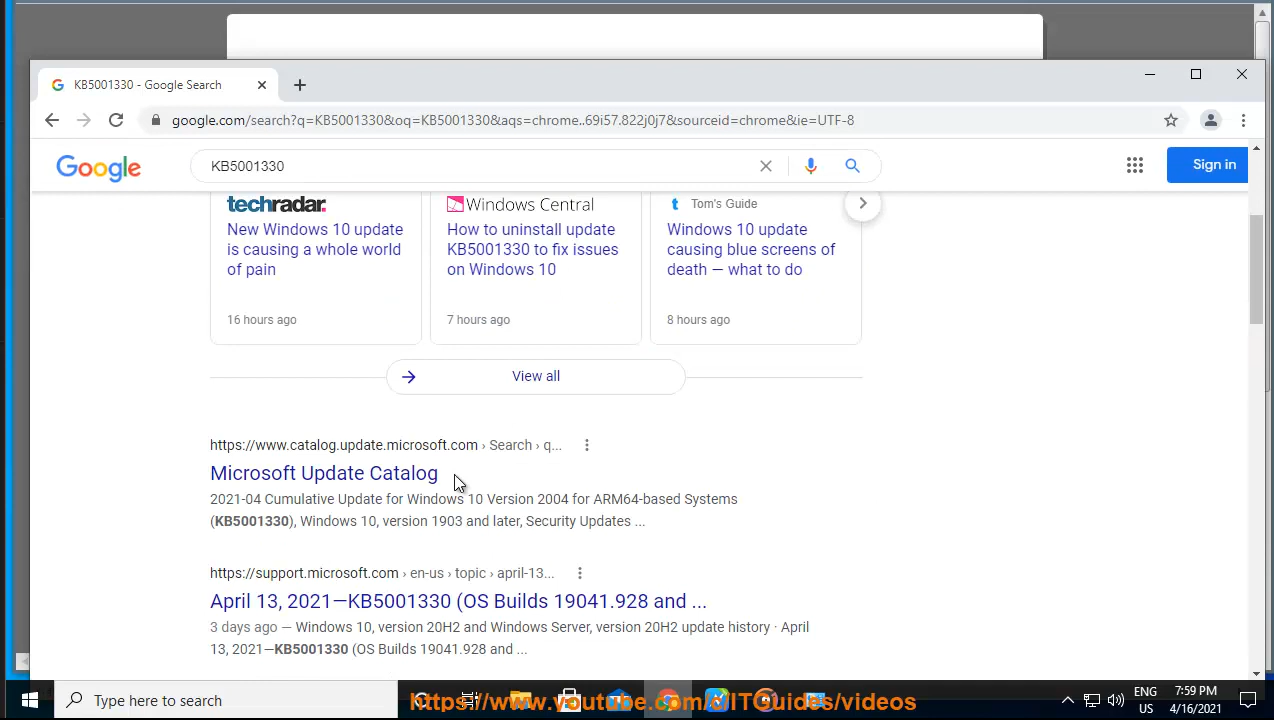 KB5001330 - Google Search
google.com/search?q=KB5001330&oq=KB5001330&aqs=chrome..69i57.822j0j7&sourceid=chrome&ie=UTF-8
Google
KB5001330
Sign in
techradar.
New Windows 10 update
is causing a whole world
of pain
16 hours ago
Windows Central
How to uninstall update
KB5001330 to fix issues
on Windows 10
7 hours ago
Tom's Guide
Windows 10 update
causing blue screens of
death — what to do
8 hours ago
View all
https://www.catalog.update.microsoft.com › Search › q...
Microsoft Update Catalog
2021-04 Cumulative Update for Windows 10 Version 2004 for ARM64-based Systems
(KB5001330), Windows 10, version 1903 and later, Security Updates ...
https://support.microsoft.com › en-us › topic › april-13...
April 13, 2021—KB5001330 (OS Builds 19041.928 and ...
3 days ago — Windows 10, version 20H2 and Windows Server, version 20H2 update history · April
13, 2021—KB5001330 (OS Builds 19041.928 and ...
Type here to search
https://www.youtube.com/c/ITGuides/videos
ENG
US
7:59 PM
4/16/2021